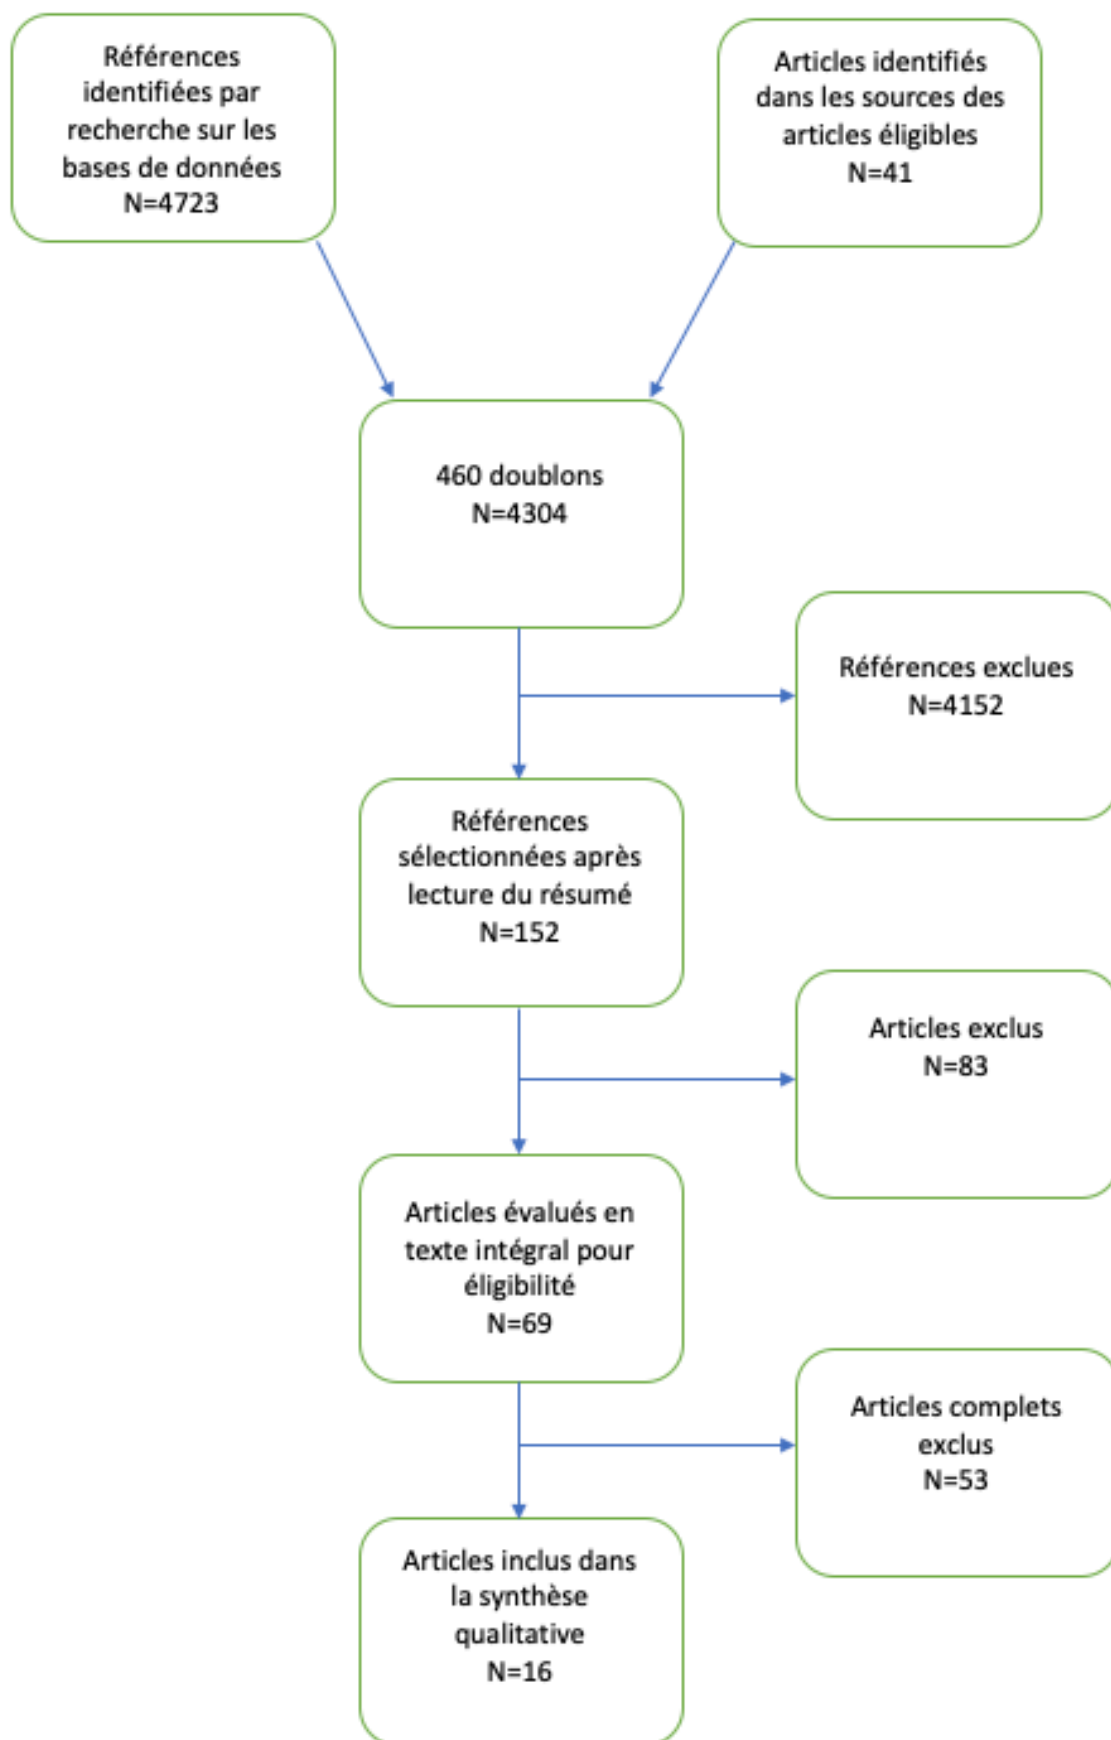 Références
identifiées par
recherche sur les
bases de données
N=4723
Articles identifiés
dans les sources des
articles éligibles
N=41
460 doublons
N=4304
Références exclues
N=4152
Références
sélectionnées après
lecture du résumé
N=152
Articles exclus
N=83
Articles évalués en
texte intégral pour
éligibilité
N=69
Articles complets
exclus
N=53
Articles inclus dans
la synthèse
qualitative
N=16